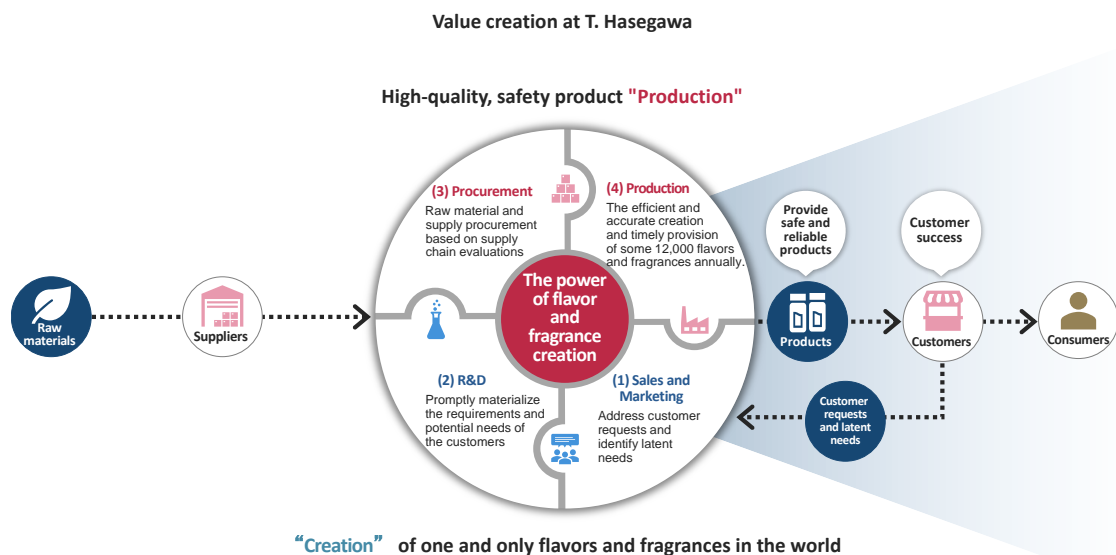 Value creation at T. Hasegawa
High-quality, safety product "Production"
(3) Procurement
Raw material and
supply procurement
based on supply
chain evaluations
(4) Production
The efficient and
accurate creation
and timely provision
of some 12,000 flavors
and fragrances annually.
The power
of flavor
and
fragrance
creation
(2) R&D
Promptly materialize
the requirements and
potential needs of
the customers
(1) Sales and
Marketing
Address customer
requests and
identify latent
needs
Raw
materials
Suppliers
Provide
safe and
reliable
products
Products
Customer
success
Customers
Consumers
Customer
requests
and latent
needs
“Creation” of one and only flavors and fragrances in the world